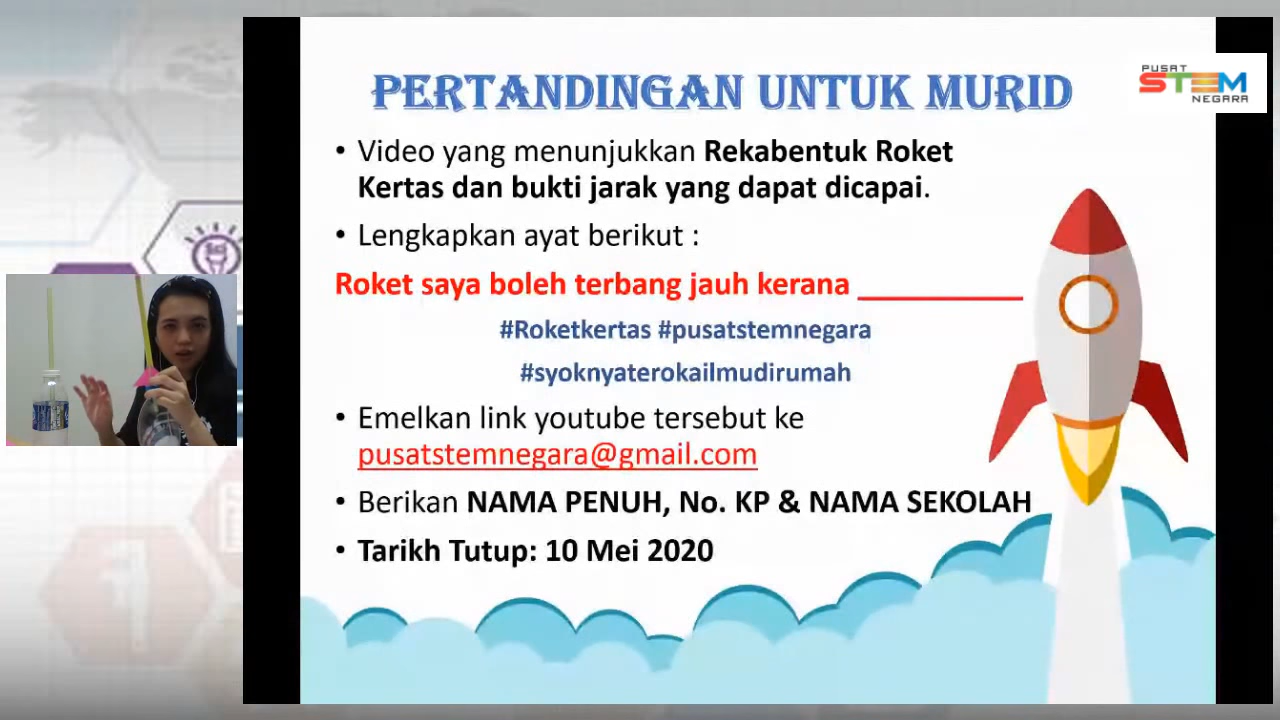 PERTANDINGAN UNTUK MURID
PUSAT
STEM
NEGARA
• Video yang menunjukkan Rekabentuk Roket
Kertas dan bukti jarak yang dapat dicapai.
• Lengkapkan ayat berikut :
Roket saya boleh terbang jauh kerana __________
#Roketkertas #pusatstemnegara
#syoknyaterokailmudirumah
• Emelkan link youtube tersebut ke
pusatstemnegara@gmail.com
• Berikan NAMA PENUH, No. KP & NAMA SEKOLAH
• Tarikh Tutup: 10 Mei 2020